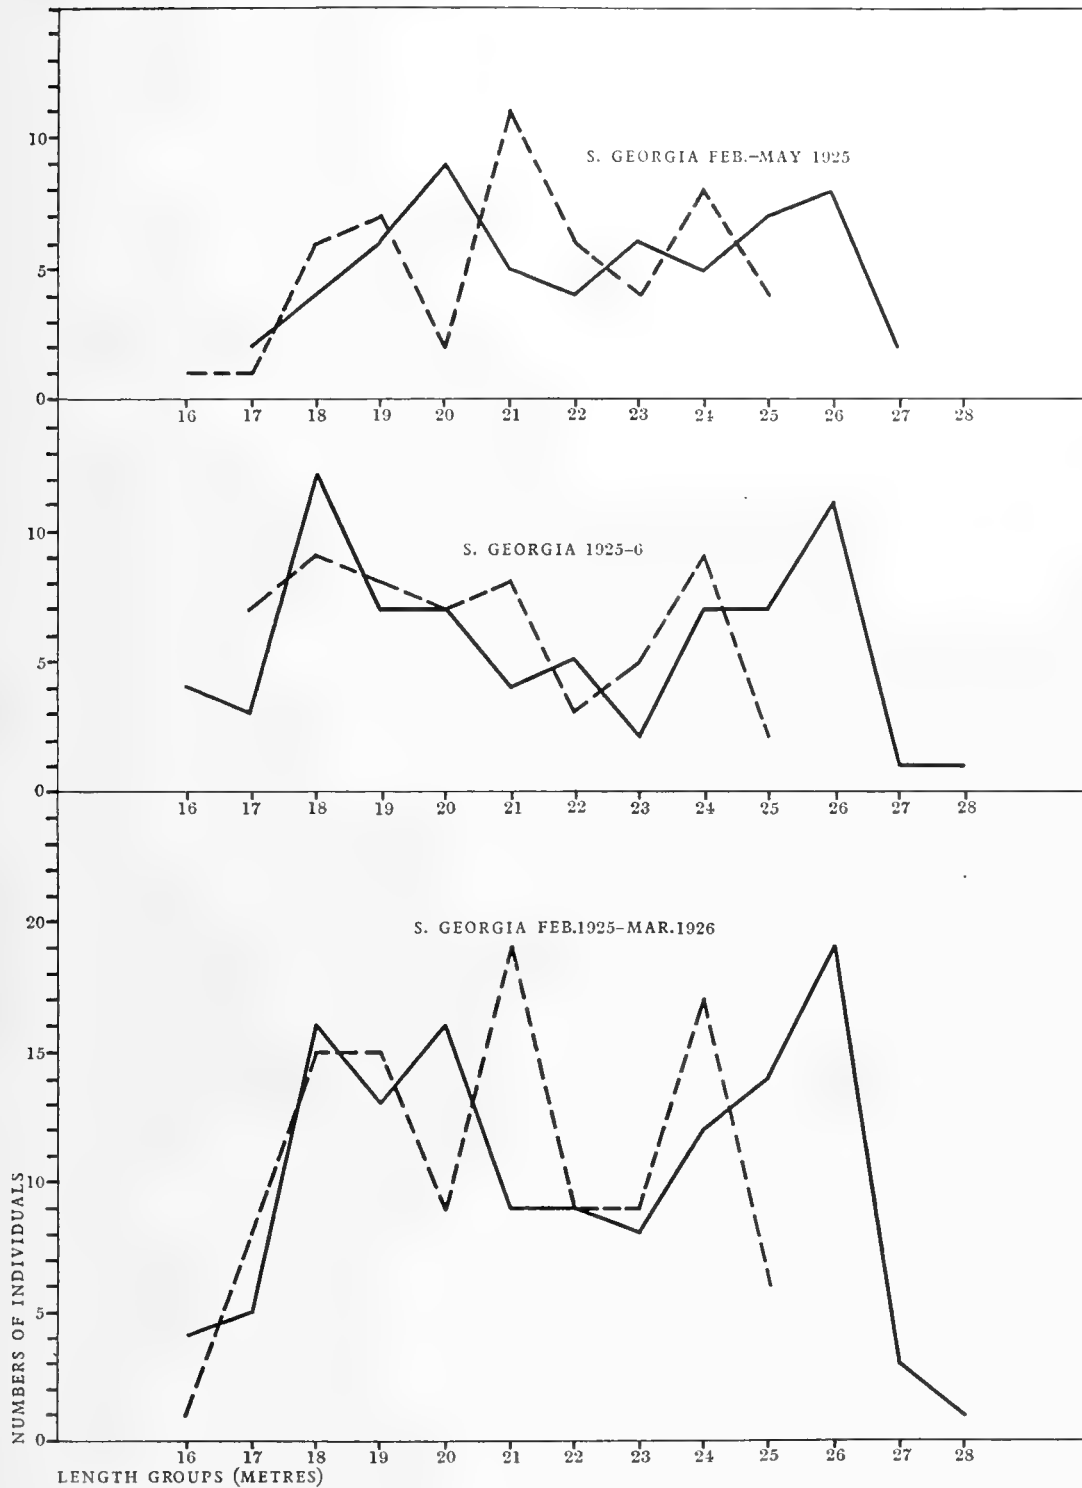 10
S. GEORGIA FEB.–MAY 1925
5
0
16 17 18 19 20 21 22 23 24 25 26 27 28
10
S. GEORGIA 1925–6
5
0
16 17 18 19 20 21 22 23 24 25 26 27 28
20
S. GEORGIA FEB.1925–MAR.1926
15
10
5
0
NUMBERS OF INDIVIDUALS
16 17 18 19 20 21 22 23 24 25 26 27 28
LENGTH GROUPS (METRES)